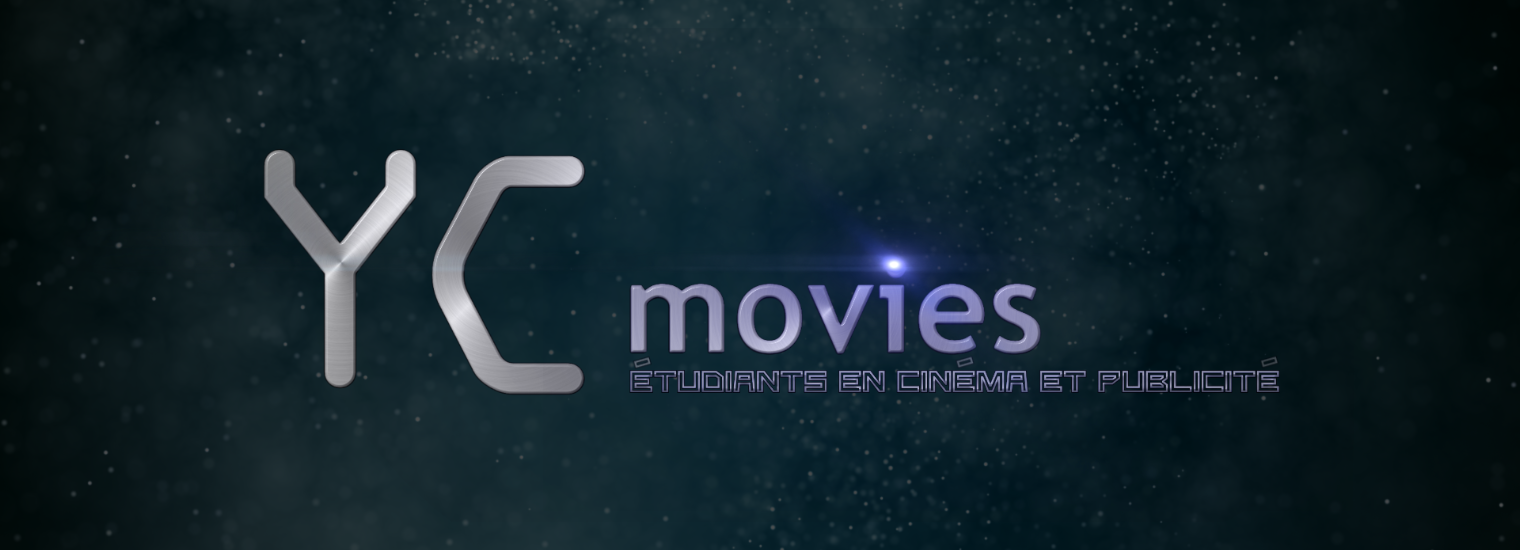 YC movies
ÉTUDIANTS EN CINÉMA ET PUBLICITÉ